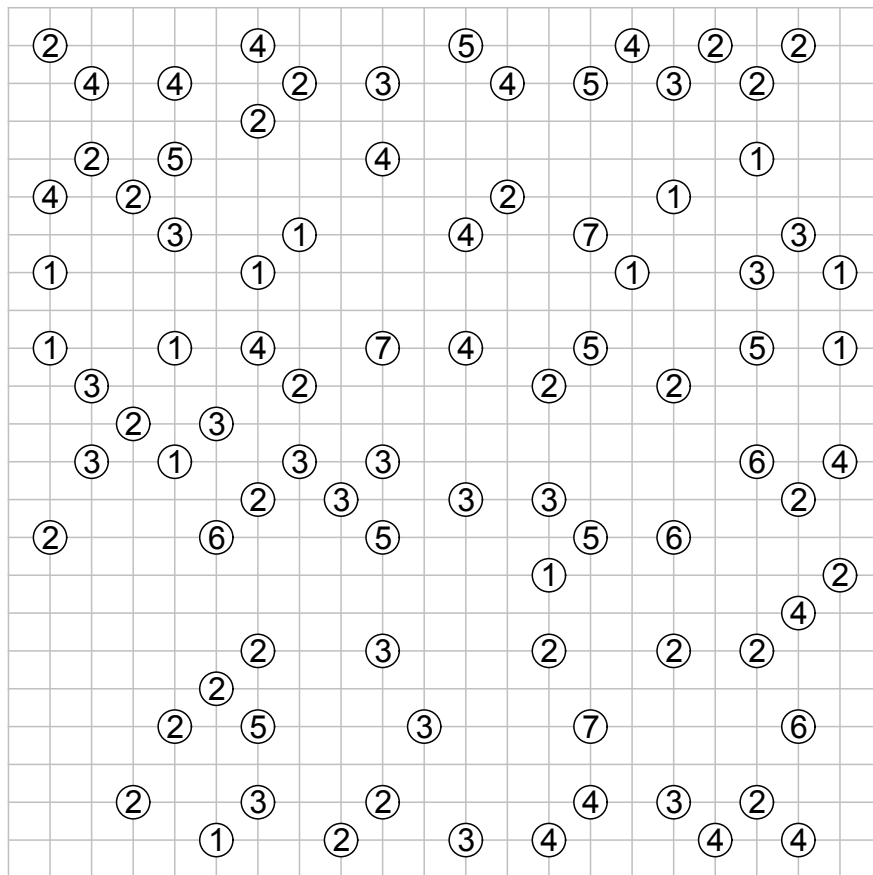 2 4 5 4 2 2
4 4 2 3 4 5 3 2
2
2 5 4 1
4 2 2 1
3 1 4 7 3
1 1 1 3 1
1 1 4 7 4 5 5 1
3 2 2 2
2 3
3 1 3 3 6 4
2 3 3 3 2
2 6 5 5 6
1 2
4
2 3 2 2 2
2
2 5 3 7 6
2 3 2 4 3 2
1 2 3 4 4 4